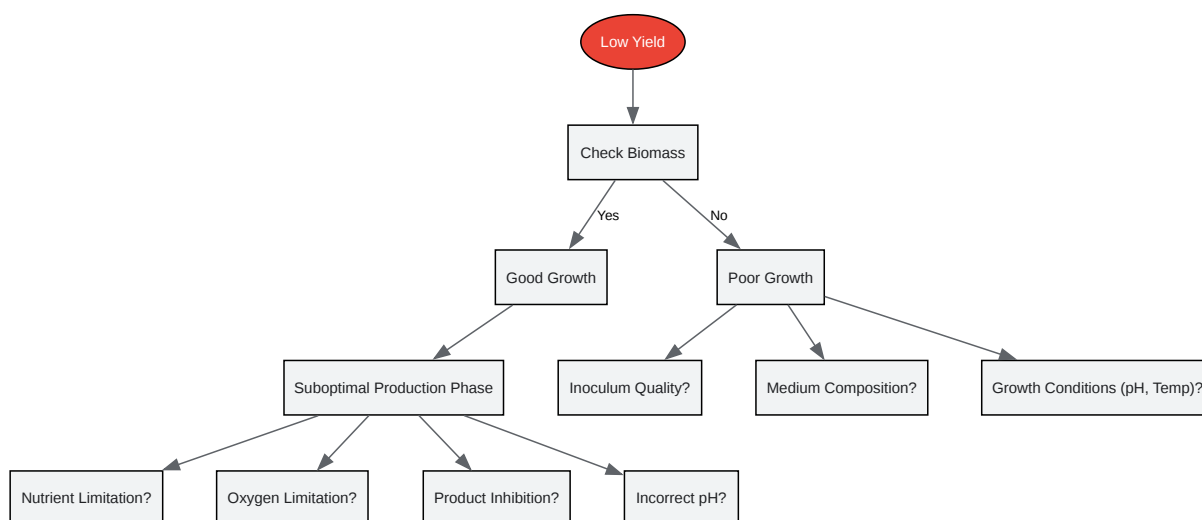 Low Yield
Check Biomass
Yes
No
Good Growth
Poor Growth
Suboptimal Production Phase
Inoculum Quality?
Medium Composition?
Growth Conditions (pH, Temp)?
Nutrient Limitation?
Oxygen Limitation?
Product Inhibition?
Incorrect pH?